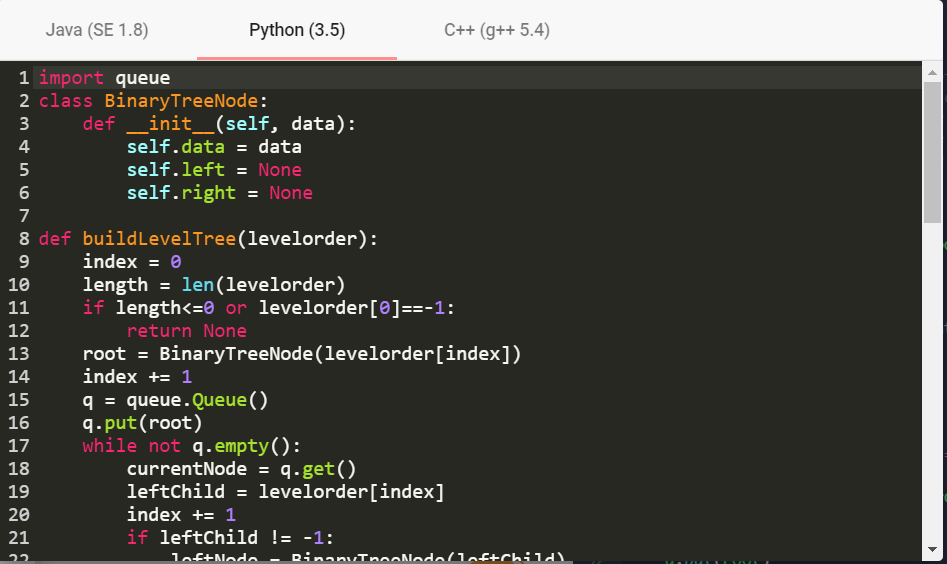 Java (SE 1.8) Python (3.5) C++ (g++ 5.4)
1 import queue
2 class BinaryTreeNode:
3     def __init__(self, data):
4         self.data = data
5         self.left = None
6         self.right = None
7
8 def buildLevelTree(levelorder):
9     index = 0
10     length = len(levelorder)
11     if length<=0 or levelorder[0]==-1:
12         return None
13     root = BinaryTreeNode(levelorder[index])
14     index += 1
15     q = queue.Queue()
16     q.put(root)
17     while not q.empty():
18         currentNode = q.get()
19         leftChild = levelorder[index]
20         index += 1
21         if leftChild != -1:
22             leftNode = BinaryTreeNode(leftChild)